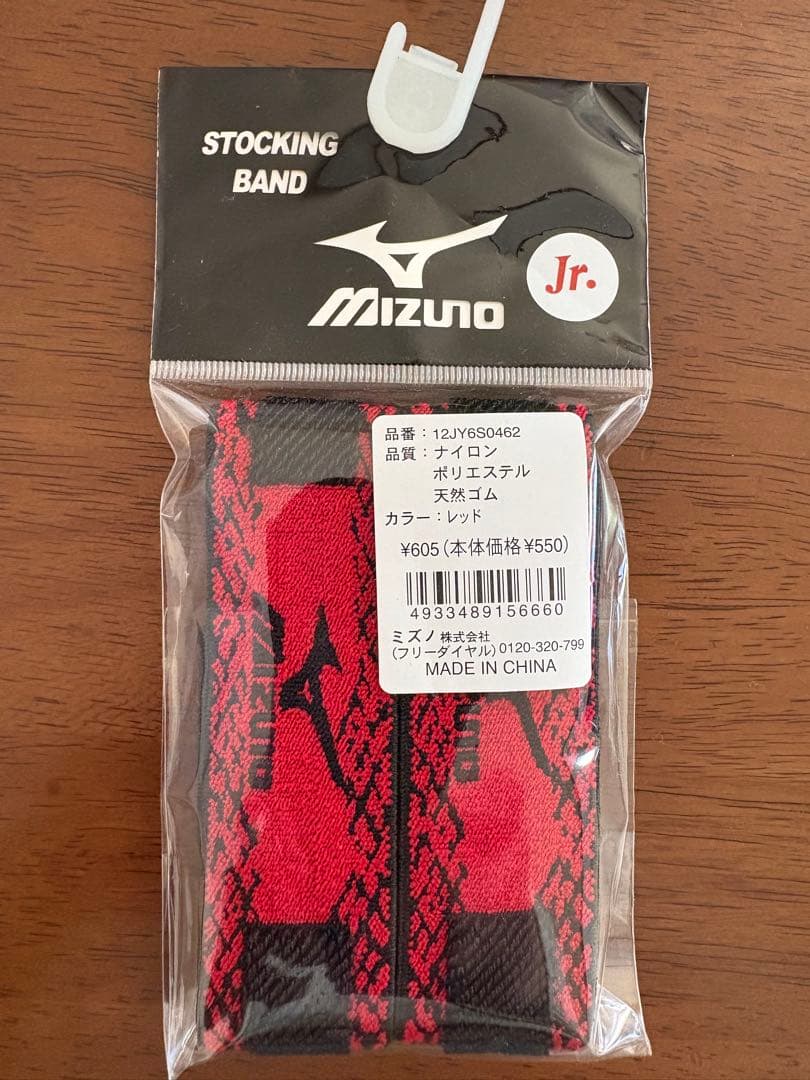 STOCKING
BAND
MIZUNO
Jr.
品番：12JY6S0462
品質：ナイロン
ポリエステル
天然ゴム
カラー：レッド
¥605(本体価格¥550)
4933489156660
ミズノ株式会社
(フリーダイヤル)0120-320-799
MADE IN CHINA
MIZUNO